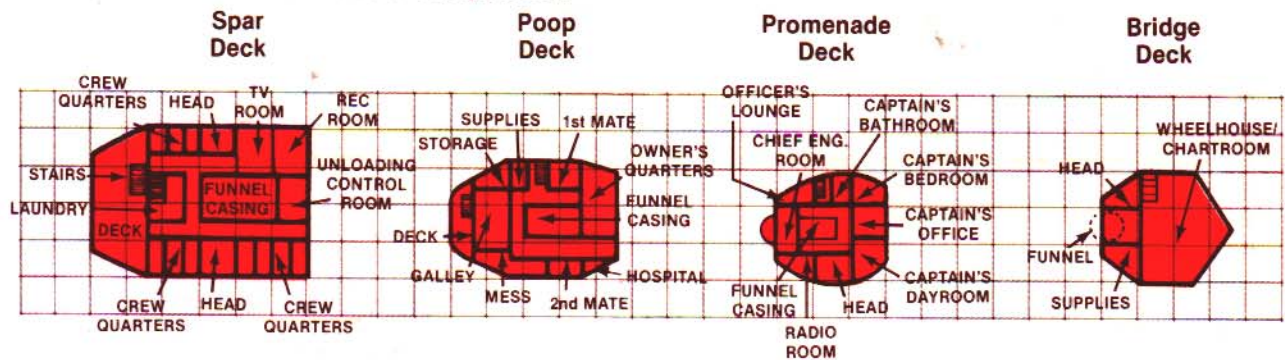 Spar
Deck
CREW
QUARTERS
HEAD
TV
ROOM
REC
ROOM
STAIRS
UNLOADING
CONTROL
ROOM
FUNNEL
CASING
LAUNDRY
DECK
CREW
QUARTERS
HEAD
CREW
QUARTERS
Poop
Deck
SUPPLIES
1st MATE
STORAGE
OWNER'S
QUARTERS
FUNNEL
CASING
DECK
GALLEY
MESS
2nd MATE
HOSPITAL
Promenade
Deck
OFFICER'S
LOUNGE
CAPTAIN'S
BATHROOM
CHIEF ENG.
ROOM
CAPTAIN'S
BEDROOM
CAPTAIN'S
OFFICE
CAPTAIN'S
DAYROOM
FUNNEL
CASING
HEAD
RADIO
ROOM
Bridge
Deck
WHEELHOUSE/
CHARTROOM
HEAD
FUNNEL
SUPPLIES